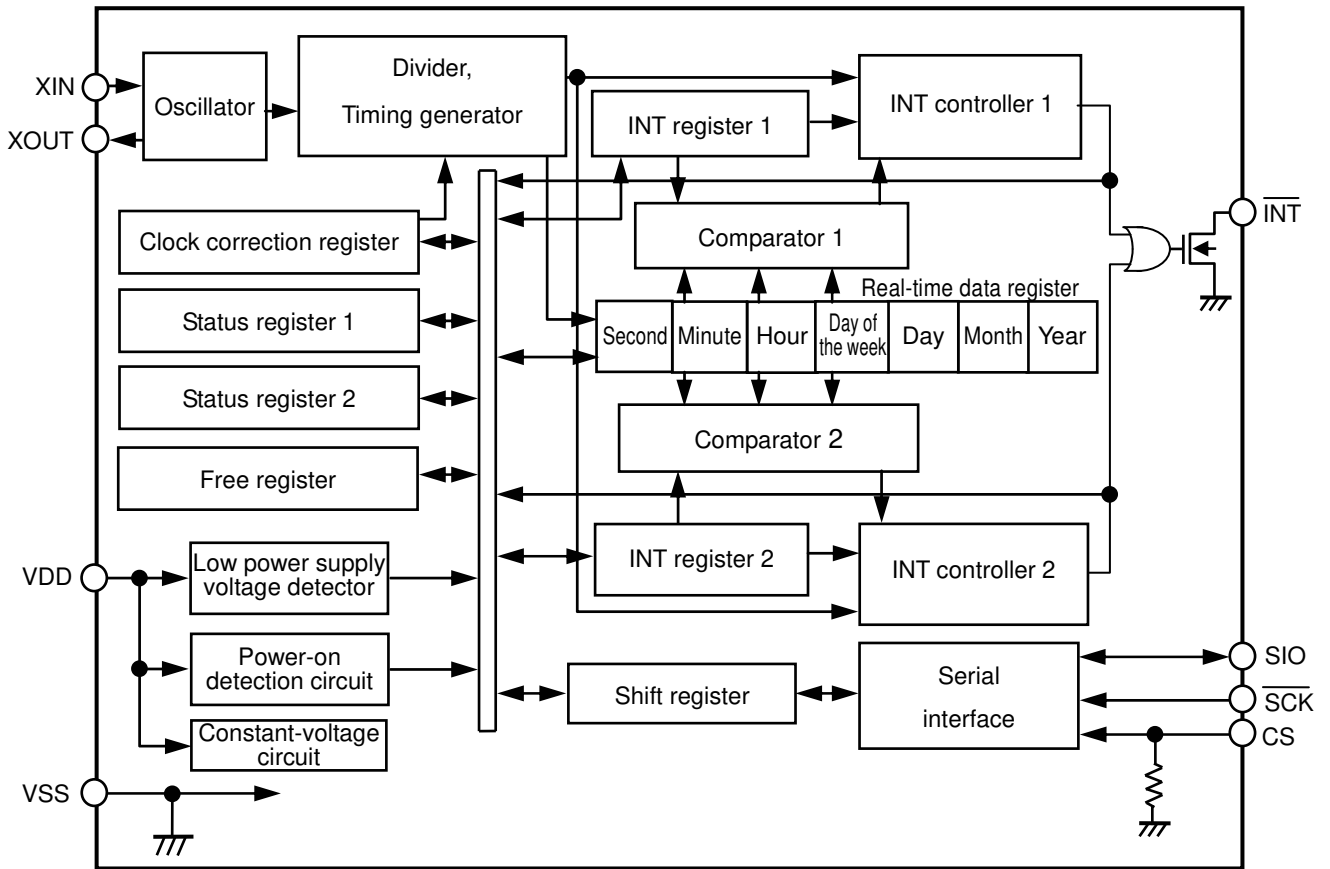 XIN
XOUT
Oscillator
Divider,
Timing generator
INT register 1
INT controller 1
INT
Clock correction register
Comparator 1
Real-time data register
Status register 1
Second
Minute
Hour
Day of
the week
Day
Month
Year
Status register 2
Comparator 2
Free register
VDD
Low power supply
voltage detector
INT register 2
INT controller 2
Power-on
detection circuit
Shift register
Serial
interface
SIO
SCK
CS
Constant-voltage
circuit
VSS